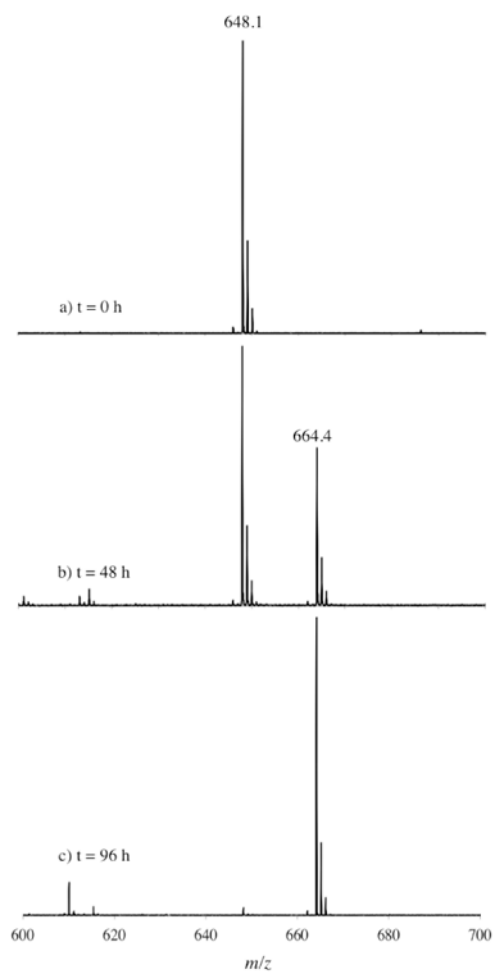 648.1
a) t = 0 h
664.4
b) t = 48 h
c) t = 96 h
600 620 640 660 680 700
m/z